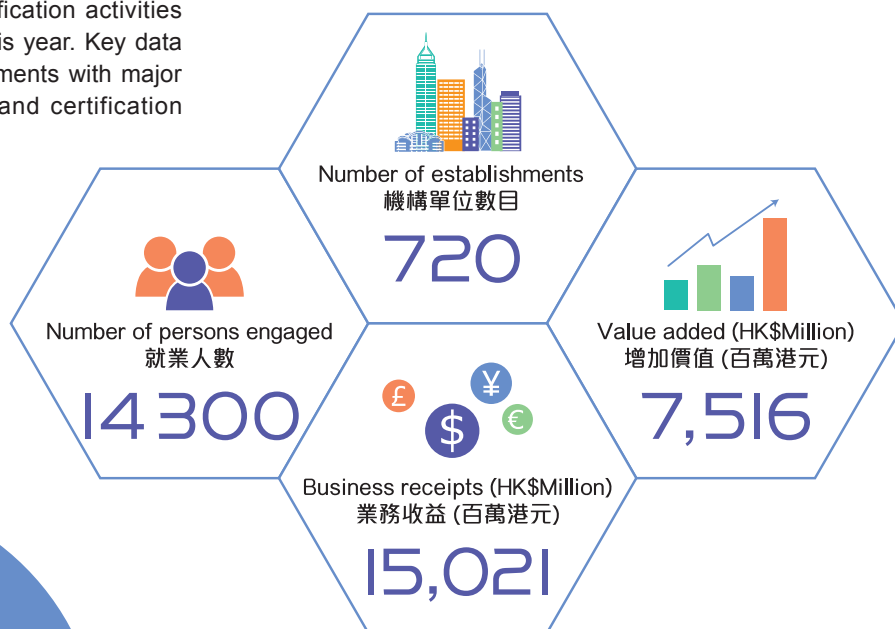 fication activities
is year. Key data
ments with major
and certification
Number of establishments
機構單位數目
720
Number of persons engaged
就業人數
14 300
Value added (HK$Million)
增加價值 (百萬港元)
7,516
£
¥
$
€
Business receipts (HK$Million)
業務收益 (百萬港元)
15,021